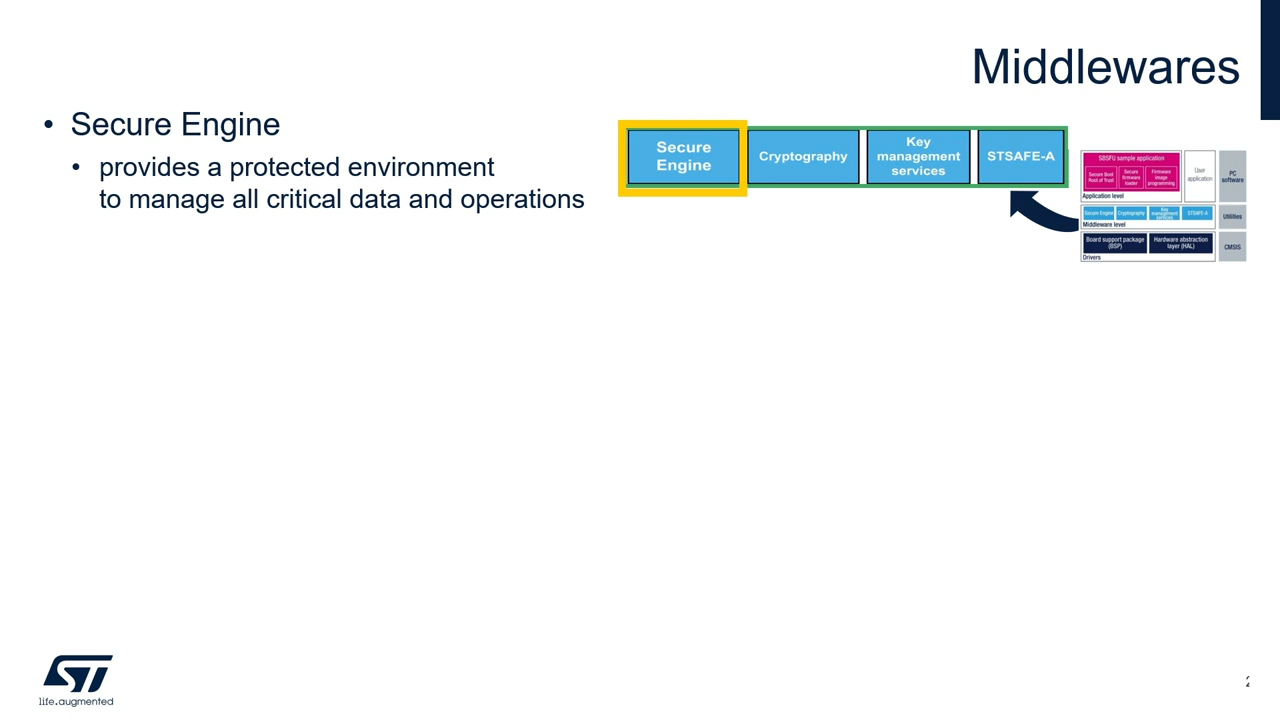 Middlewares
• Secure Engine
• provides a protected environment
to manage all critical data and operations
Secure
Engine
Cryptography
Key
management
services
STSAFE-A
SBSFU sample application
Secure Boot
Root of Trust
Secure
firmware
loader
Firmware
image
programming
Application level
User
application
PC
software
Secure Engine
Cryptography
Key
management
services
STSAFE-A
Middleware level
Utilities
Board support package
(BSP)
Hardware abstraction
layer (HAL)
Drivers
CMSIS
ST
life.augmented